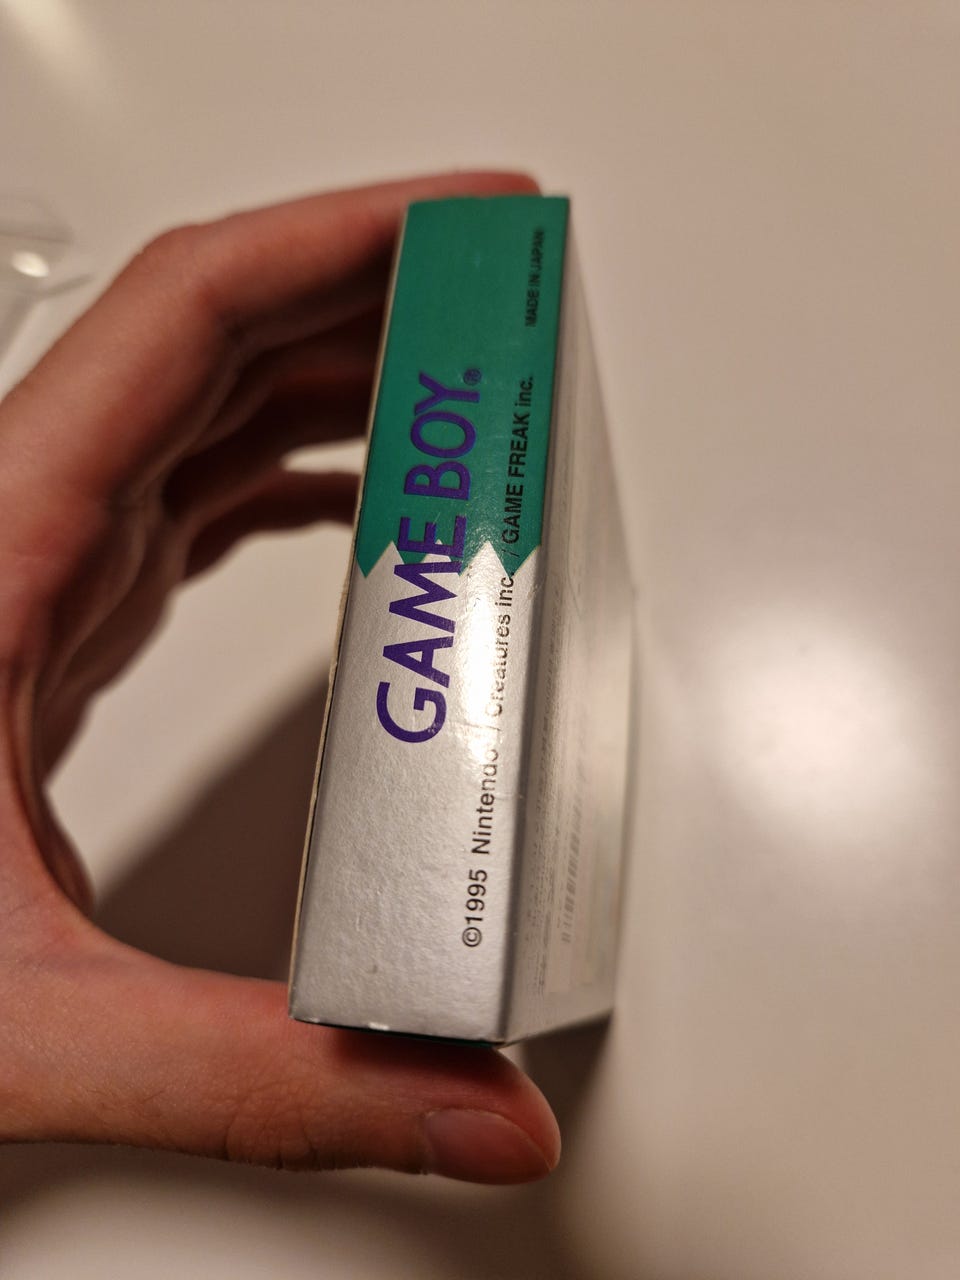 GAME BOY®
©1995 Nintendo / Creatures inc. / GAME FREAK inc.
MADE IN JAPAN